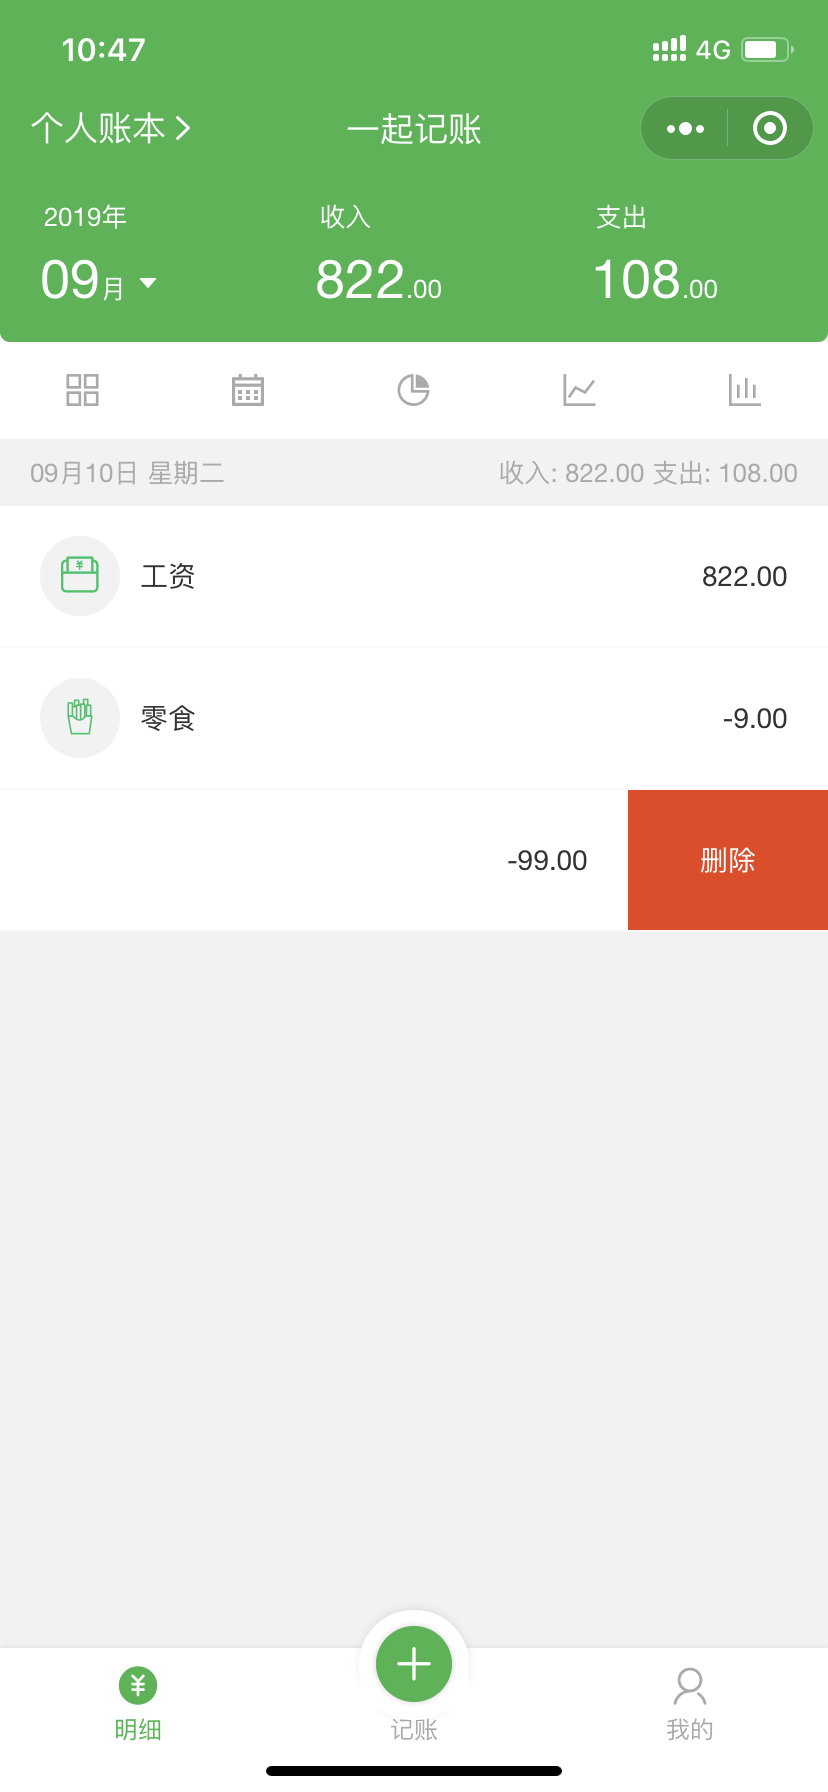 10:47 4G
个人账本 一起记账
2019年 收入 支出
09月 822.00 108.00
09月10日 星期二 收入: 822.00 支出: 108.00
工资 822.00
零食 -9.00
-99.00 删除
明细 记账 我的